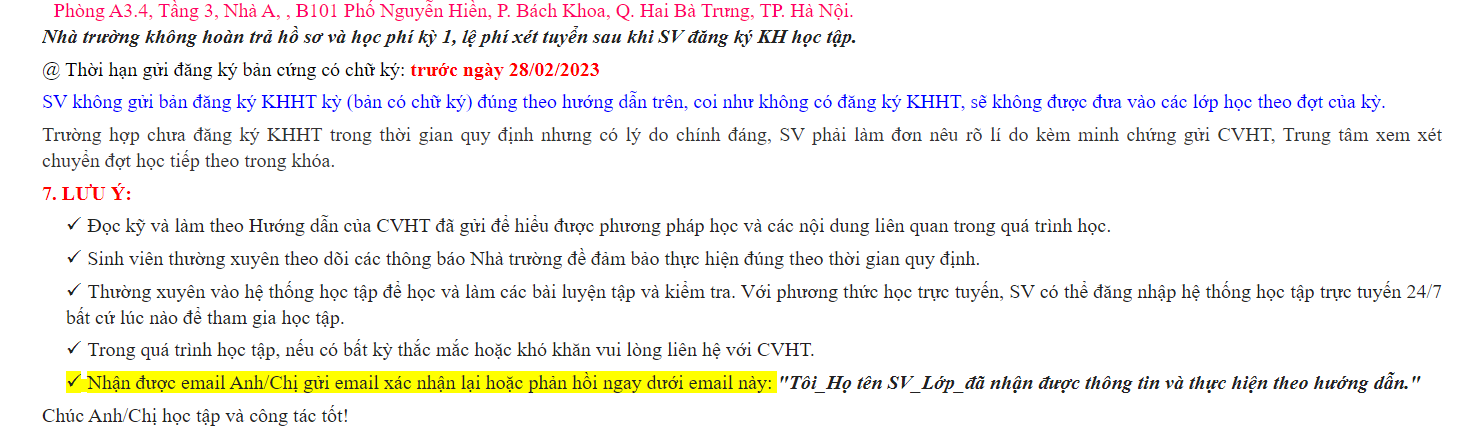 Phòng A3.4, Tầng 3, Nhà A, , B101 Phố Nguyễn Hiền, P. Bách Khoa, Q. Hai Bà Trưng, TP. Hà Nội.
Nhà trường không hoàn trả hồ sơ và học phí kỳ 1, lệ phí xét tuyển sau khi SV đăng ký KH học tập.
@ Thời hạn gửi đăng ký bản cứng có chữ ký: trước ngày 28/02/2023
SV không gửi bản đăng ký KHHT kỳ (bản có chữ ký) đúng theo hướng dẫn trên, coi như không có đăng ký KHHT, sẽ không được đưa vào các lớp học theo đợt của kỳ.
Trường hợp chưa đăng ký KHHT trong thời gian quy định nhưng có lý do chính đáng, SV phải làm đơn nêu rõ lí do kèm minh chứng gửi CVHT, Trung tâm xem xét
chuyển đợt học tiếp theo trong khóa.
7. LƯU Ý:
✓ Đọc kỹ và làm theo Hướng dẫn của CVHT đã gửi để hiểu được phương pháp học và các nội dung liên quan trong quá trình học.
✓ Sinh viên thường xuyên theo dõi các thông báo Nhà trường để đảm bảo thực hiện đúng theo thời gian quy định.
✓ Thường xuyên vào hệ thống học tập để học và làm các bài luyện tập và kiểm tra. Với phương thức học trực tuyến, SV có thể đăng nhập hệ thống học tập trực tuyến 24/7
bất cứ lúc nào để tham gia học tập.
✓ Trong quá trình học tập, nếu có bất kỳ thắc mắc hoặc khó khăn vui lòng liên hệ với CVHT.
✓ Nhận được email Anh/Chị gửi email xác nhận lại hoặc phản hồi ngay dưới email này: "Tôi_Họ tên SV_Lớp_đã nhận được thông tin và thực hiện theo hướng dẫn."
Chúc Anh/Chị học tập và công tác tốt!